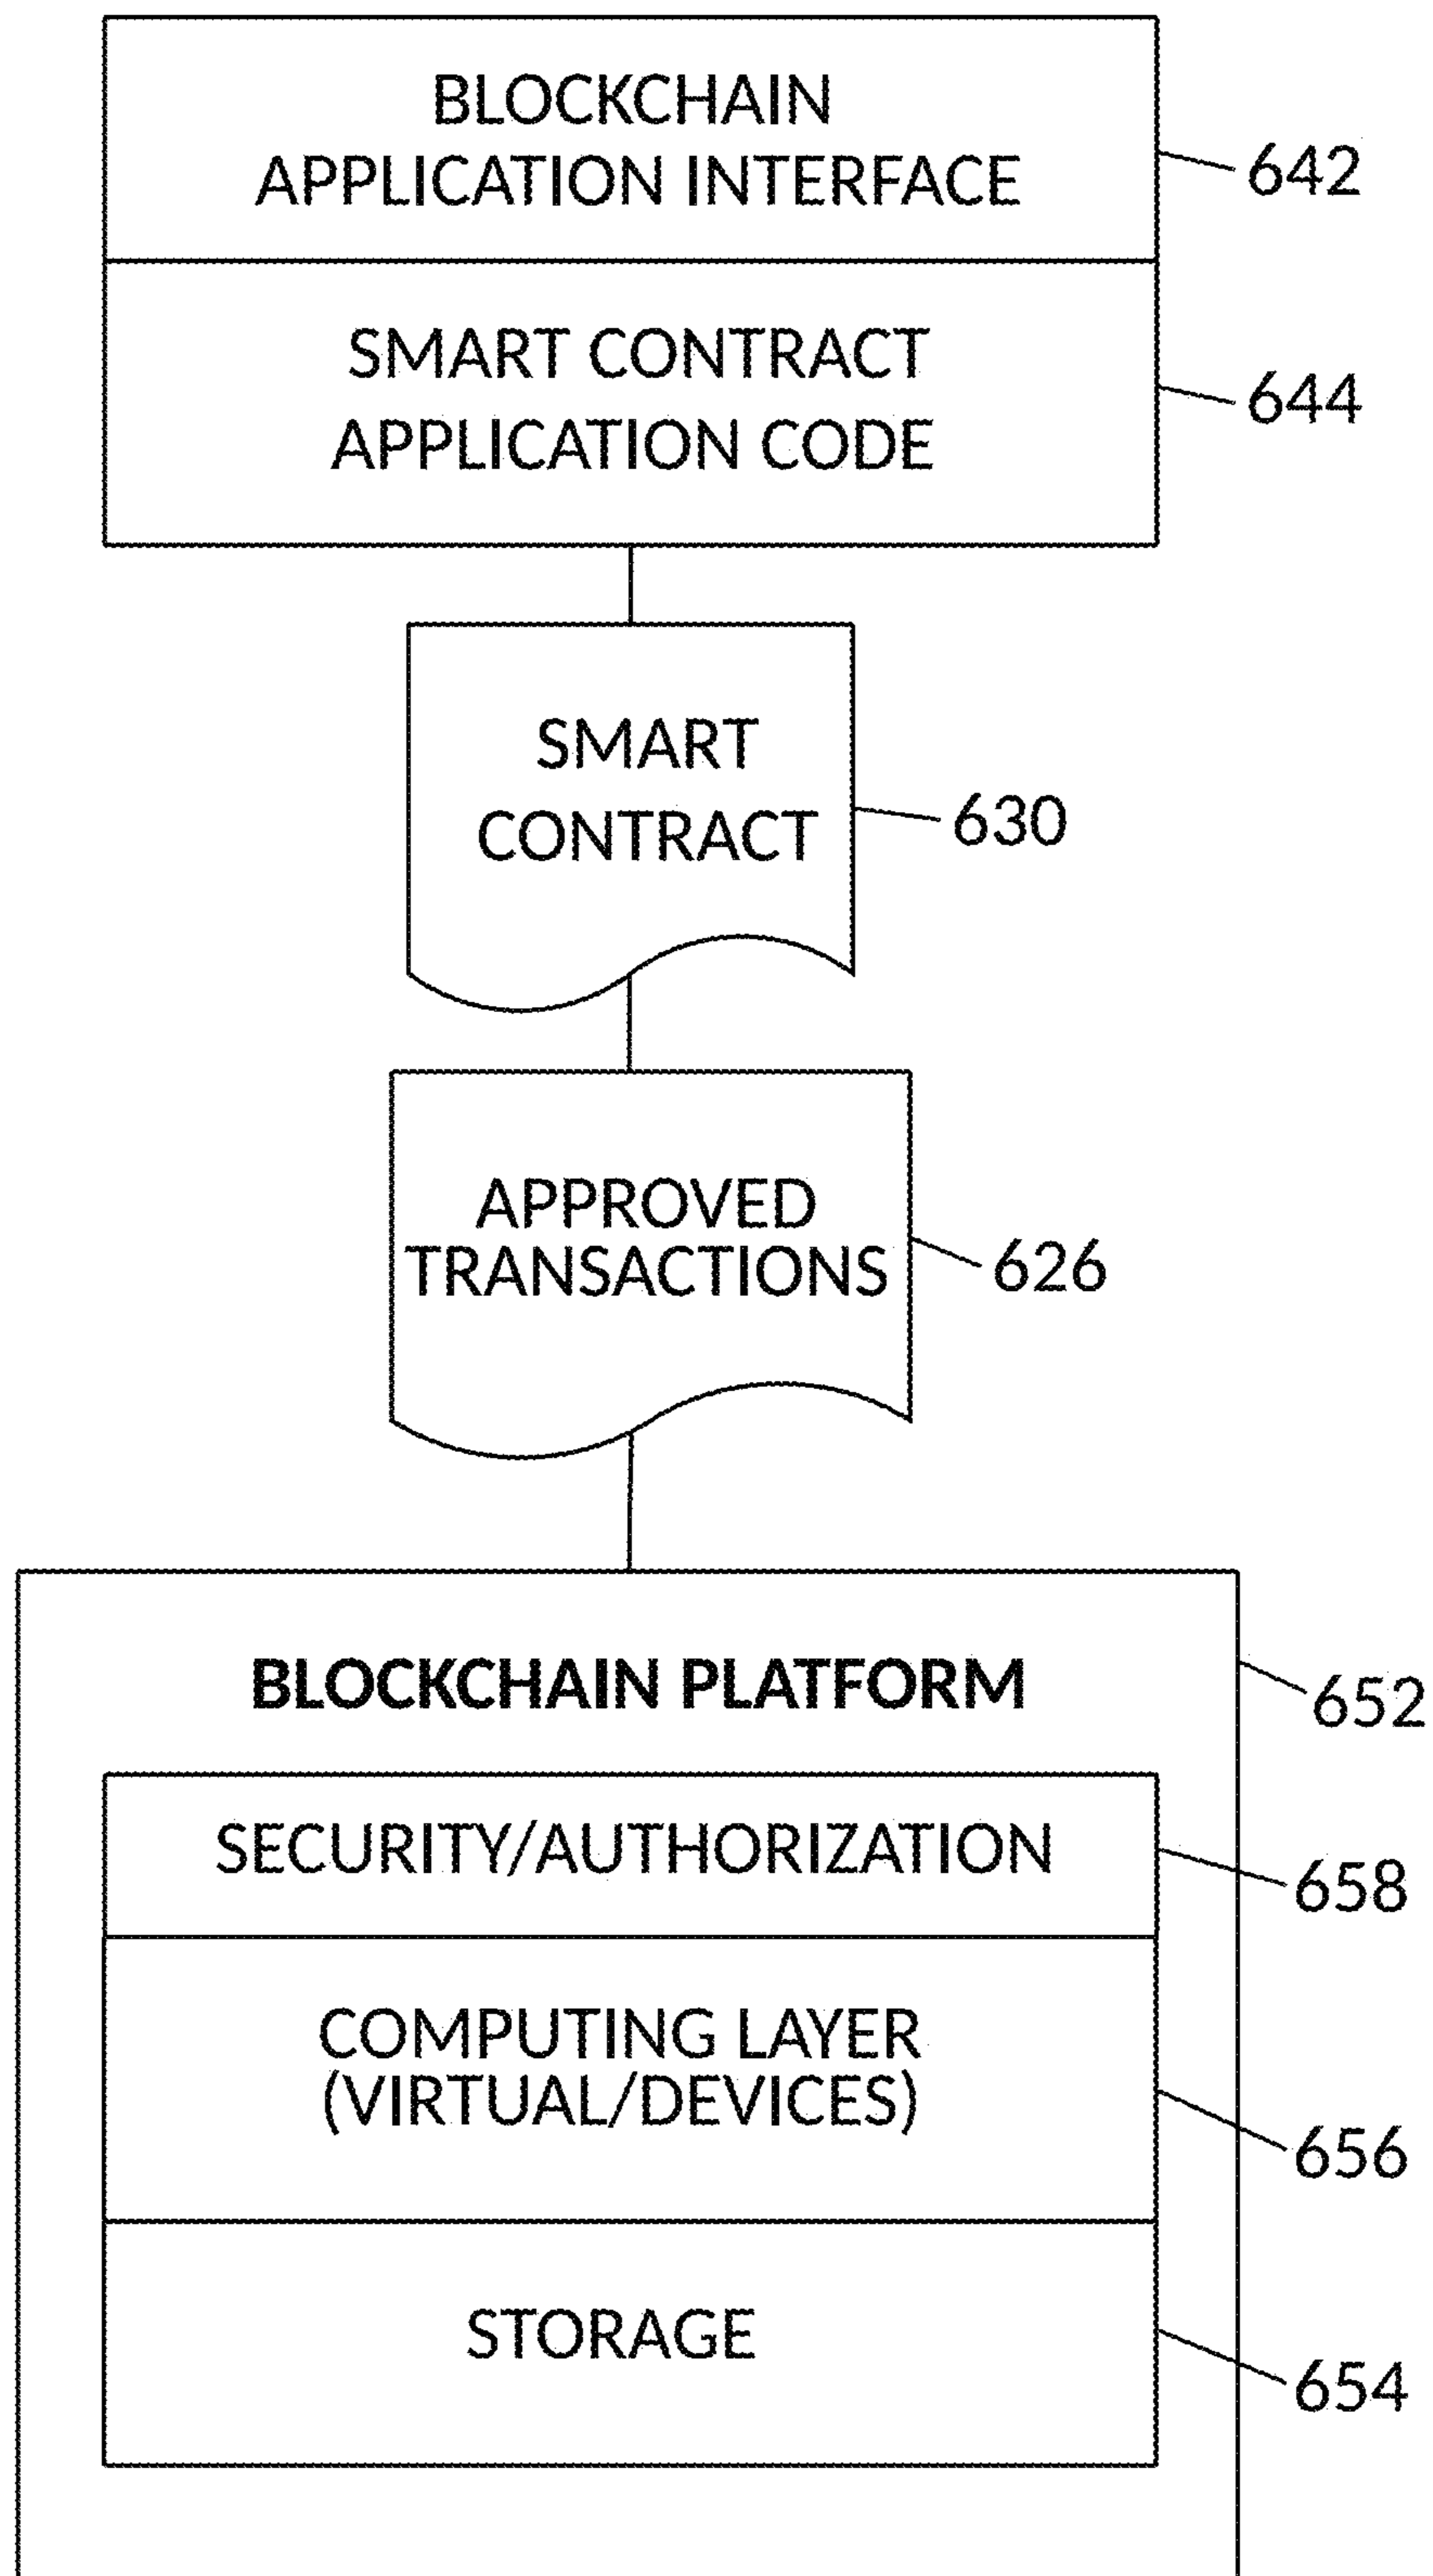 BLOCKCHAIN
APPLICATION INTERFACE
642
SMART CONTRACT
APPLICATION CODE
644
SMART
CONTRACT
630
APPROVED
TRANSACTIONS
626
BLOCKCHAIN PLATFORM
652
SECURITY/AUTHORIZATION
658
COMPUTING LAYER
(VIRTUAL/DEVICES)
656
STORAGE
654